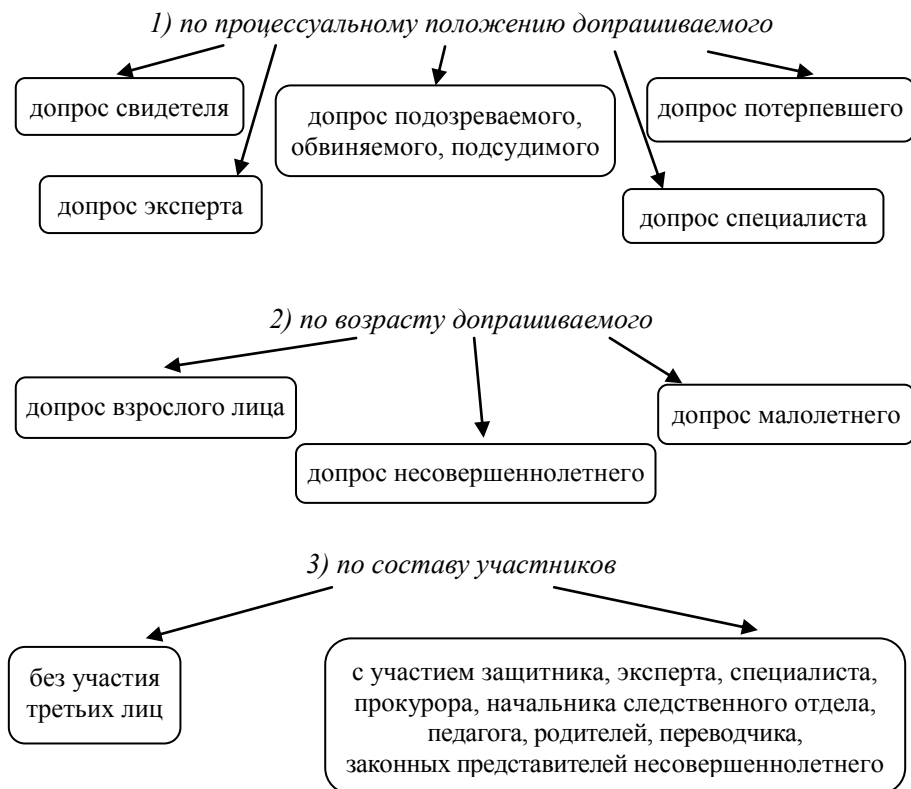 1) по процессуальному положению допрашиваемого
допрос свидетеля
допрос подозреваемого,
обвиняемого, подсудимого
допрос потерпевшего
допрос эксперта
допрос специалиста
2) по возрасту допрашиваемого
допрос взрослого лица
допрос несовершеннолетнего
допрос малолетнего
3) по составу участников
без участия
третьих лиц
с участием защитника, эксперта, специалиста,
прокурора, начальника следственного отдела,
педагога, родителей, переводчика,
законных представителей несовершеннолетнего